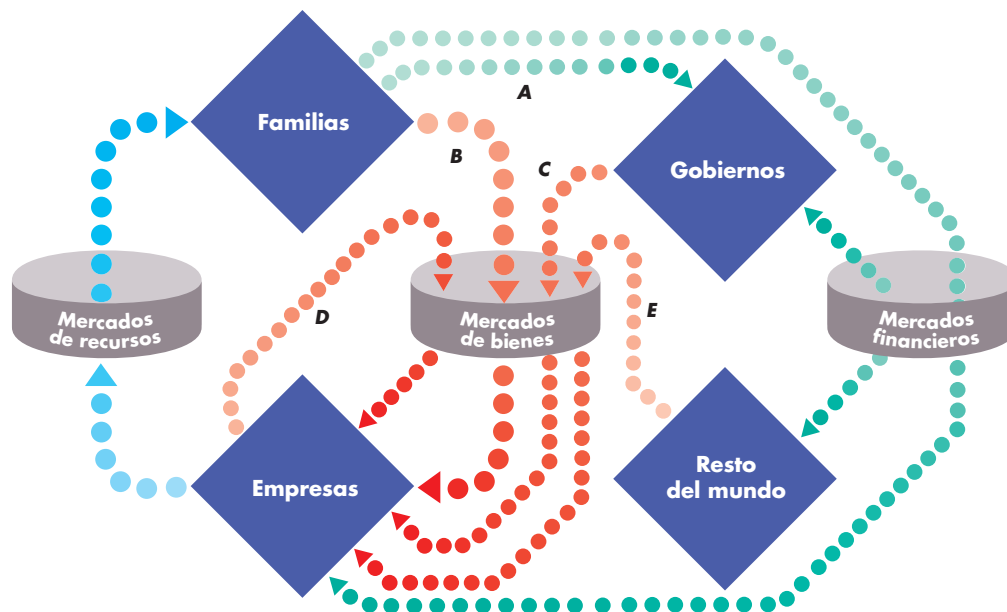 A
Familias
B
C
Gobiernos
Mercados
de recursos
D
Mercados
de bienes
E
Mercados
financieros
Empresas
Resto
del mundo